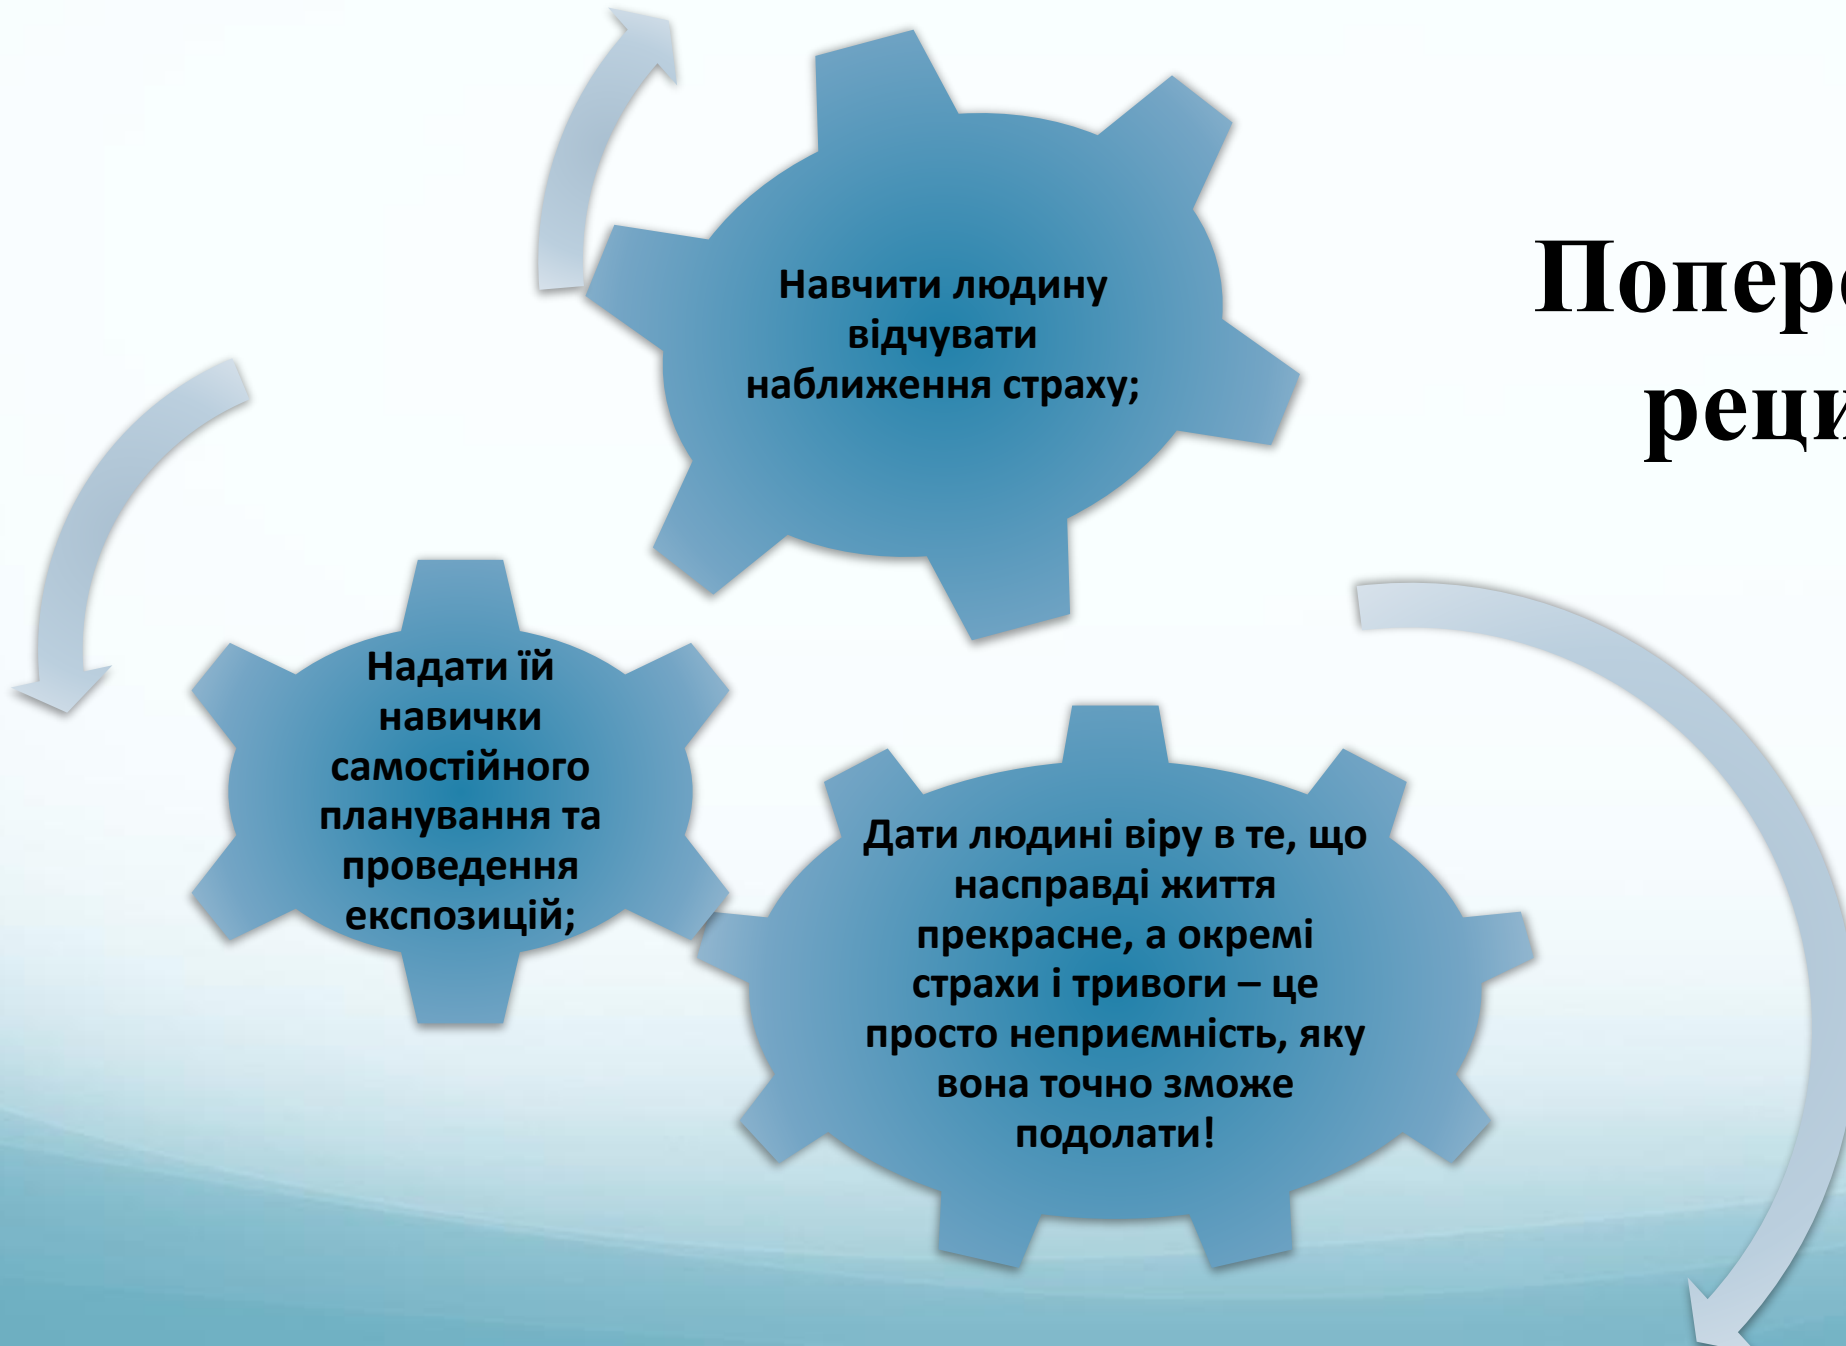 Навчити людину
відчувати
наближення страху;
Надати їй
навички
самостійного
планування та
проведення
експозицій;
Дати людині віру в те, що
насправді життя
прекрасне, а окремі
страхи і тривоги – це
просто неприємність, яку
вона точно зможе
подолати!